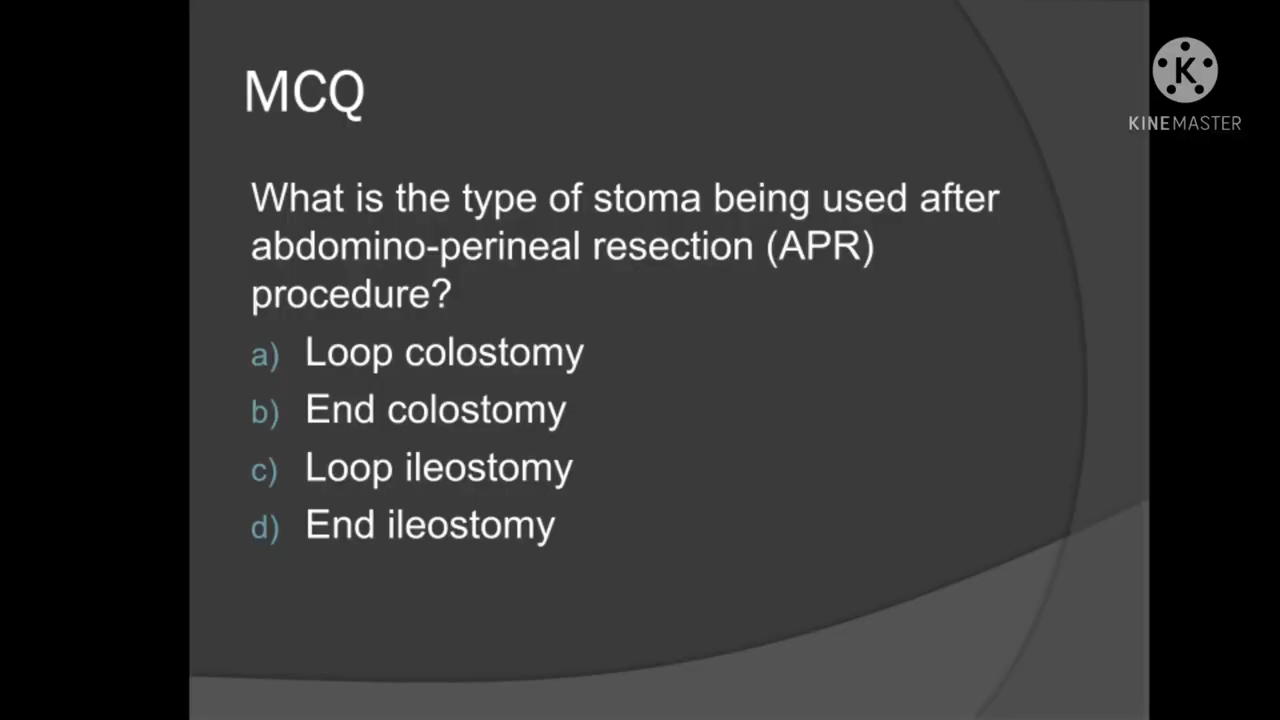 MCQ
What is the type of stoma being used after
abdomino-perineal resection (APR)
procedure?
a) Loop colostomy
b) End colostomy
c) Loop ileostomy
d) End ileostomy
K
KINEMASTER